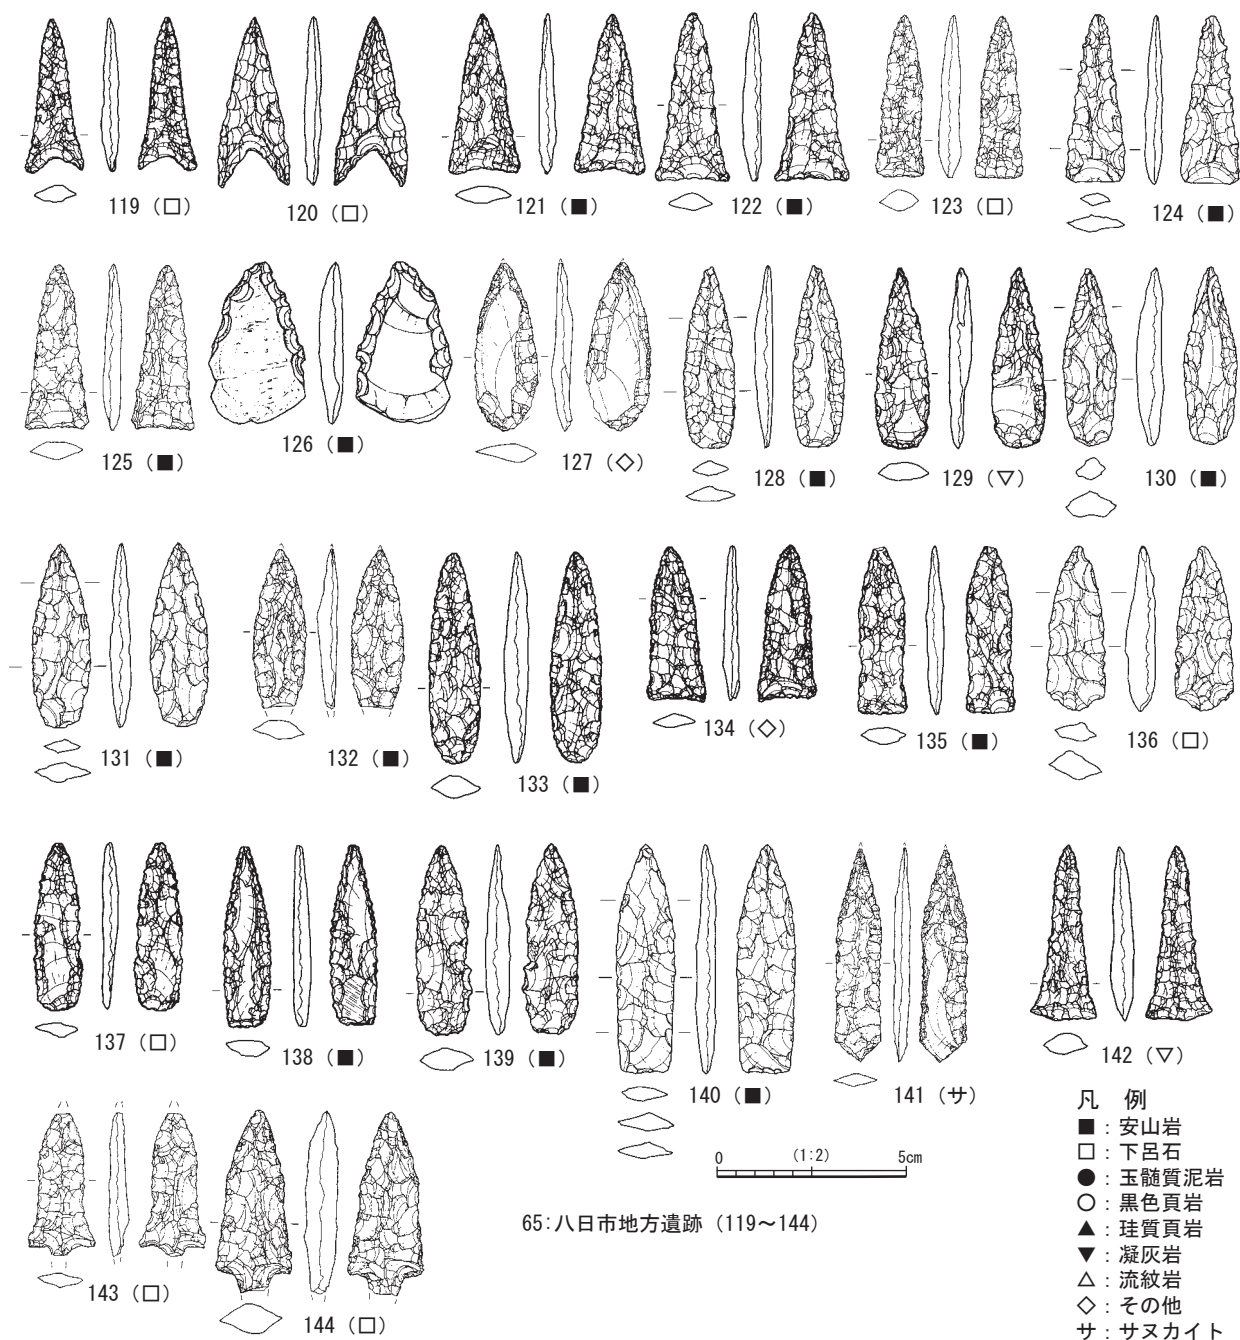 119（□）
120（□）
121（■）
122（■）
123（□）
124（■）
125（■）
126（■）
127（◇）
128（■）
129（▽）
130（■）
131（■）
132（■）
133（■）
134（◇）
135（■）
136（□）
137（□）
138（■）
139（■）
140（■）
141（サ）
142（▽）
143（□）
144（□）
0 （1:2） 5cm
65:八日市地方遺跡（119～144）
凡 例
■：安山岩
□：下呂石
●：玉髄質泥岩
○：黒色頁岩
▲：珪質頁岩
▼：凝灰岩
△：流紋岩
◇：その他
サ：サヌカイト